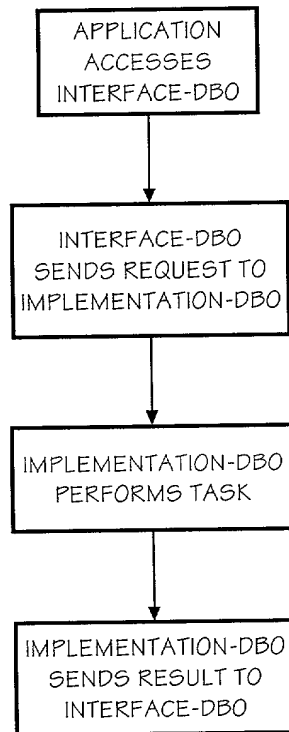 APPLICATION
ACCESSES
INTERFACE-DBO
INTERFACE-DBO
SENDS REQUEST TO
IMPLEMENTATION-DBO
IMPLEMENTATION-DBO
PERFORMS TASK
IMPLEMENTATION-DBO
SENDS RESULT TO
INTERFACE-DBO